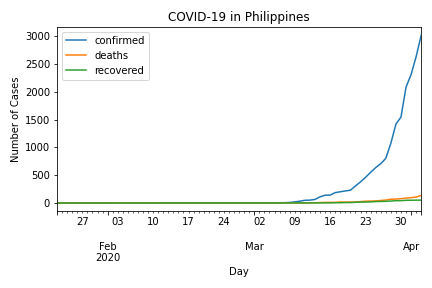 COVID-19 in Philippines
confirmed
deaths
recovered
Number of Cases
3000
2500
2000
1500
1000
500
0
27 03 10 17 24 02 09 16 23 30
Feb Mar Apr
2020
Day